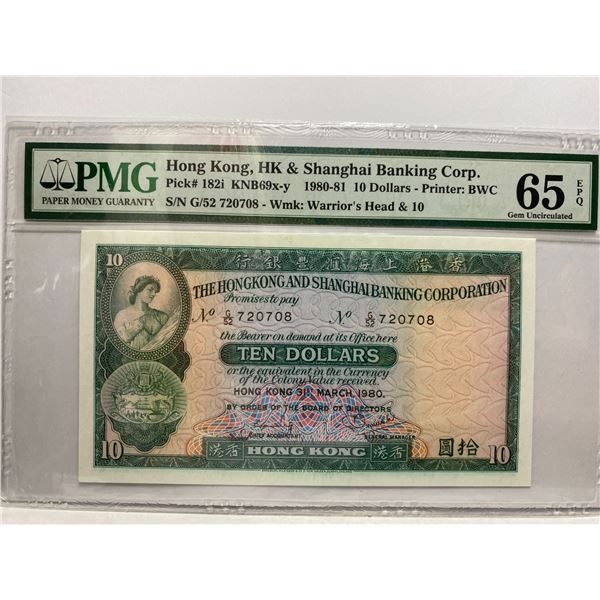 PMG
PAPER MONEY GUARANTY
Hong Kong, HK & Shanghai Banking Corp.
Pick# 182i KNB69x-y 1980-81 10 Dollars - Printer: BWC
S/N G/52 720708 - Wmk: Warrior's Head & 10
65 EPQ
Gem Uncirculated
10
香港上海滙豐銀行
THE HONGKONG AND SHANGHAI BANKING CORPORATION
Promises to pay
No G/52 720708 No G/52 720708
the Bearer on demand at its Office here
TEN DOLLARS
or the equivalent in the Currency
of the Colony Value received.
HONG KONG 31ST MARCH, 1980.
BY ORDER OF THE BOARD OF DIRECTORS
CHIEF ACCOUNTANT GENERAL MANAGER
10 港香 HONG KONG 香港 圓拾 10